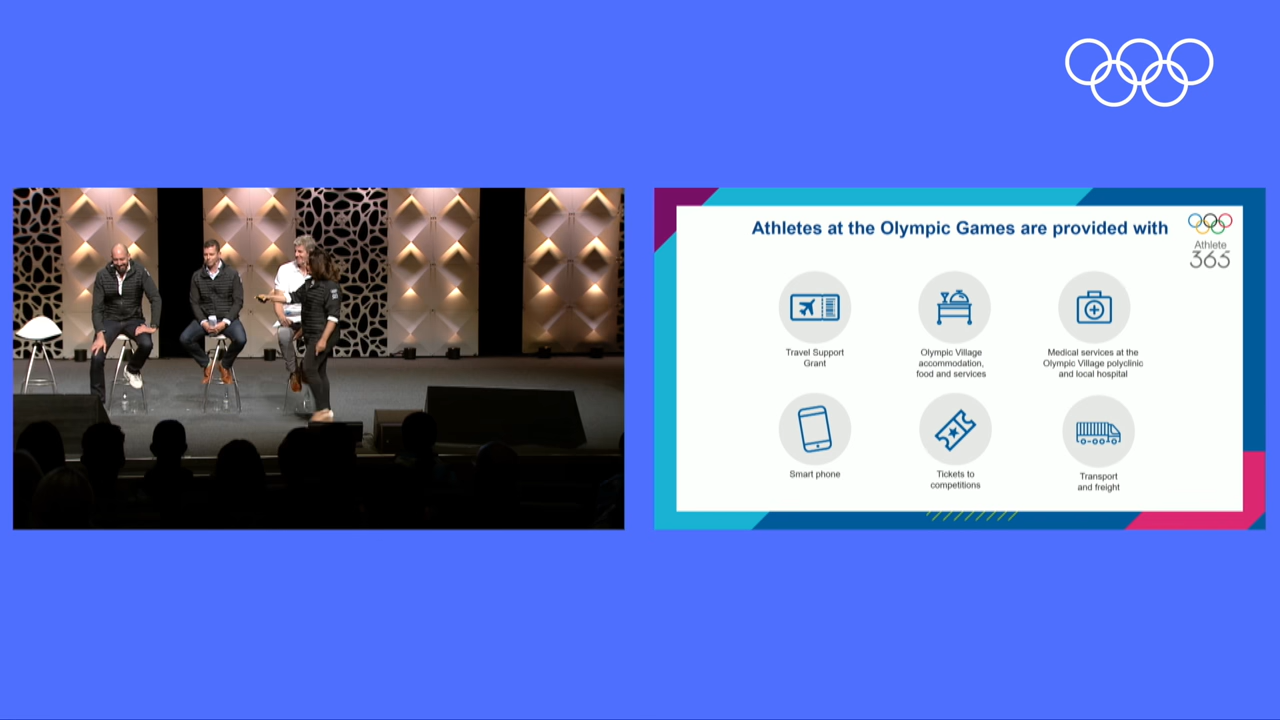 Athletes at the Olympic Games are provided with
Athlete
365
Travel Support
Grant
Olympic Village
accommodation,
food and services
Medical services at the
Olympic Village polyclinic
and local hospital
Smart phone
Tickets to
competitions
Transport
and freight